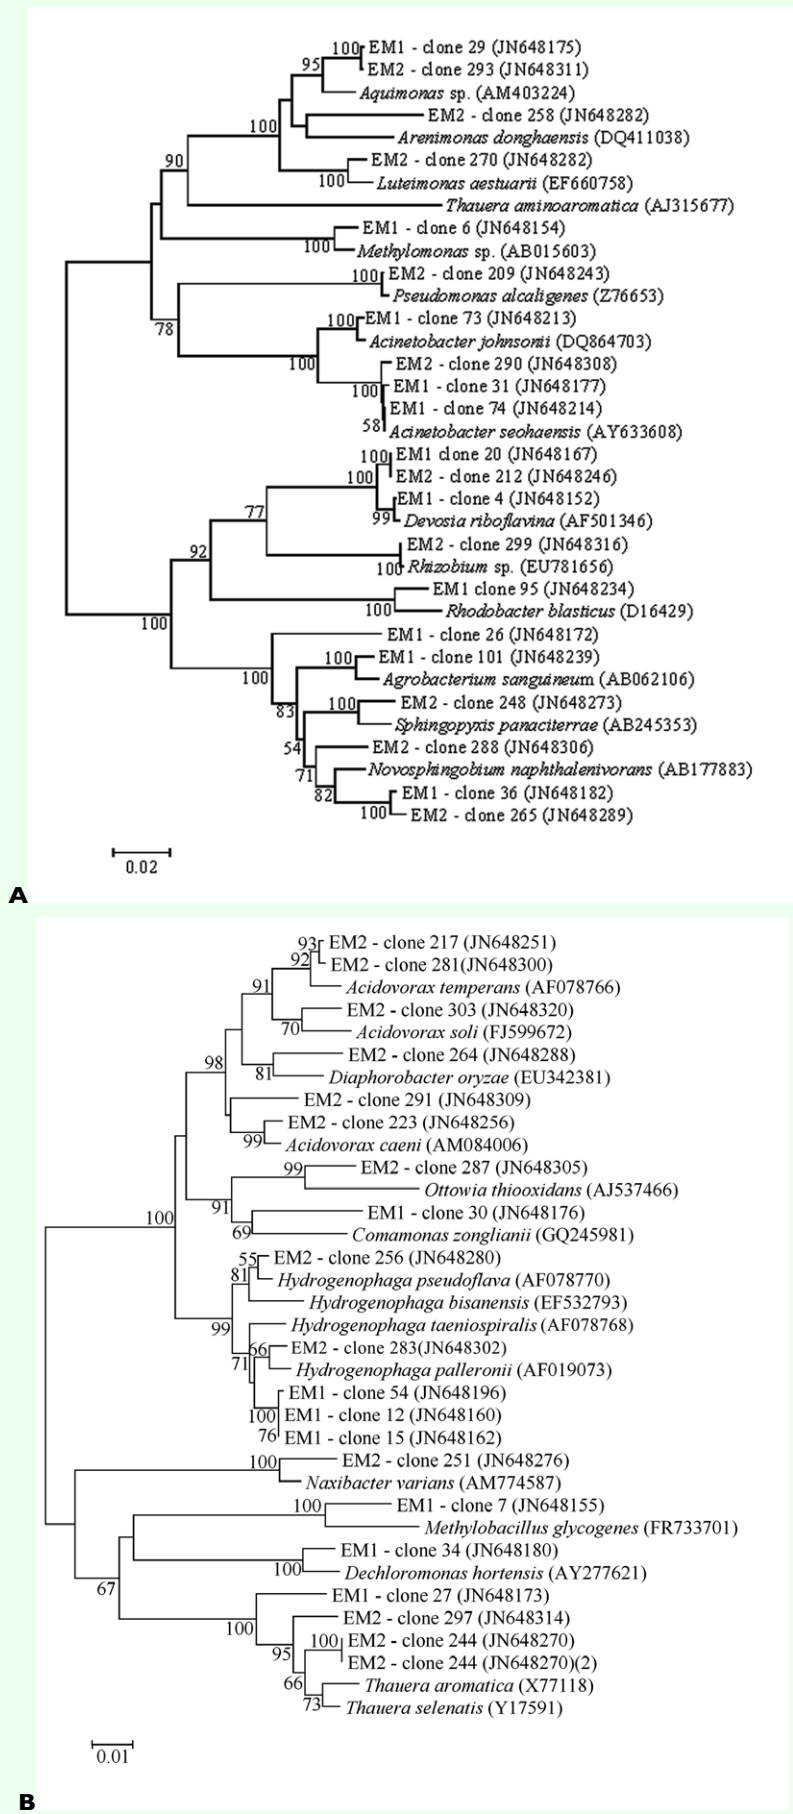 100 EM1 - clone 29 (JN648175)
95 EM2 - clone 293 (JN648311)
Aquimonas sp. (AM403224)
EM2 - clone 258 (JN648282)
100 Arenimonas donghaensis (DQ411038)
90 EM2 - clone 270 (JN648282)
100 Luteimonas aestuarii (EF660758)
Thauera aminoaromatica (AJ315677)
EM1 - clone 6 (JN648154)
100 Methylomonas sp. (AB015603)
100 EM2 - clone 209 (JN648243)
Pseudomonas alcaligenes (Z76653)
78 100 EM1 - clone 73 (JN648213)
Acinetobacter johnsonii (DQ864703)
100 EM2 - clone 290 (JN648308)
100 EM1 - clone 31 (JN648177)
EM1 - clone 74 (JN648214)
58 Acinetobacter seohaensis (AY633608)
100 EM1 clone 20 (JN648167)
100 EM2 - clone 212 (JN648246)
EM1 - clone 4 (JN648152)
77 99 Devosia riboflavina (AF501346)
92 EM2 - clone 299 (JN648316)
100 Rhizobium sp. (EU781656)
EM1 clone 95 (JN648234)
100 Rhodobacter blasticus (D16429)
100 EM1 - clone 26 (JN648172)
100 EM1 - clone 101 (JN648239)
100 Agrobacterium sanguineum (AB062106)
83 100 EM2 - clone 248 (JN648273)
Sphingopyxis panaciterrae (AB245353)
54 EM2 - clone 288 (JN648306)
71 Novosphingobium naphthalenivorans (AB177883)
82 EM1 - clone 36 (JN648182)
100 EM2 - clone 265 (JN648289)
0.02
A
93 EM2 - clone 217 (JN648251)
92 EM2 - clone 281(JN648300)
91 Acidovorax temperans (AF078766)
EM2 - clone 303 (JN648320)
70 Acidovorax soli (FJ599672)
98 EM2 - clone 264 (JN648288)
81 Diaphorobacter oryzae (EU342381)
EM2 - clone 291 (JN648309)
EM2 - clone 223 (JN648256)
99 Acidovorax caeni (AM084006)
99 EM2 - clone 287 (JN648305)
Ottowia thiooxidans (AJ537466)
91 EM1 - clone 30 (JN648176)
100 69 Comamonas zonglianii (GQ245981)
55 EM2 - clone 256 (JN648280)
81 Hydrogenophaga pseudoflava (AF078770)
Hydrogenophaga bisanensis (EF532793)
99 Hydrogenophaga taeniospiralis (AF078768)
66 EM2 - clone 283(JN648302)
71 Hydrogenophaga palleronii (AF019073)
EM1 - clone 54 (JN648196)
100 EM1 - clone 12 (JN648160)
76 EM1 - clone 15 (JN648162)
100 EM2 - clone 251 (JN648276)
Naxibacter varians (AM774587)
100 EM1 - clone 7 (JN648155)
Methylobacillus glycogenes (FR733701)
EM1 - clone 34 (JN648180)
100 Dechloromonas hortensis (AY277621)
67 EM1 - clone 27 (JN648173)
100 EM2 - clone 297 (JN648314)
100 EM2 - clone 244 (JN648270)
95 EM2 - clone 244 (JN648270)(2)
66 Thauera aromatica (X77118)
73 Thauera selenatis (Y17591)
0.01
B